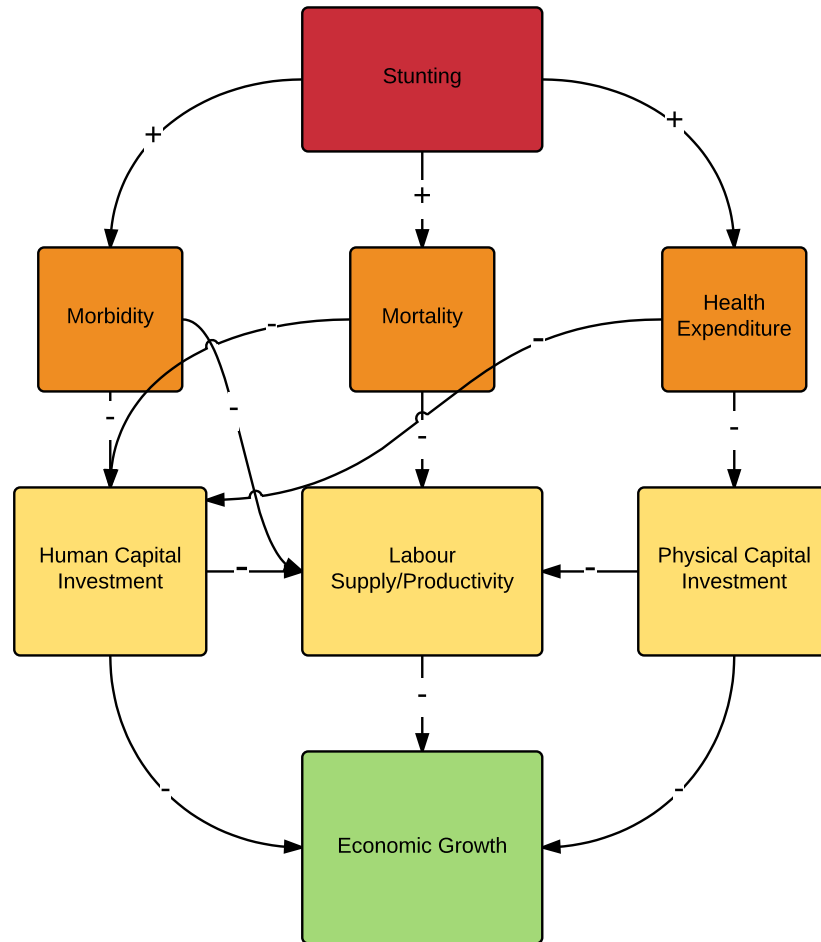 Stunting
+
+
+
Morbidity
Mortality
Health
Expenditure
-
-
-
-
-
-
Human Capital
Investment
Labour
Supply/Productivity
Physical Capital
Investment
-
-
-
-
-
Economic Growth